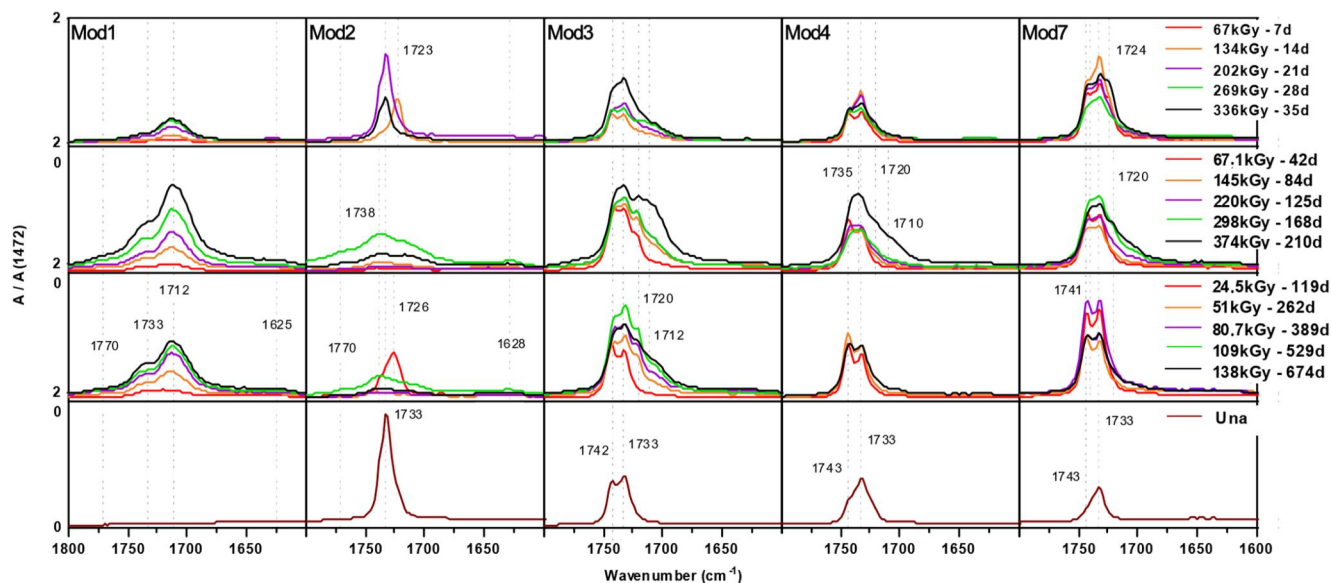 2
Mod1
Mod2
1723
Mod3
Mod4
Mod7
1724
67kGy - 7d
134kGy - 14d
202kGy - 21d
269kGy - 28d
336kGy - 35d
2
0
1738
1735
1720
1710
1720
67.1kGy - 42d
145kGy - 84d
220kGy - 125d
298kGy - 168d
374kGy - 210d
A / A (1472)
2
0
1712
1733
1770
1625
1726
1770
1628
1720
1712
1741
24.5kGy - 119d
51kGy - 262d
80.7kGy - 389d
109kGy - 529d
138kGy - 674d
2
0
1733
1742
1733
1743
1733
1743
1733
Una
0
1800 1750 1700 1650 1750 1700 1650 1750 1700 1650 1750 1700 1650 1750 1700 1650 1600
Wavenumber (cm-1)